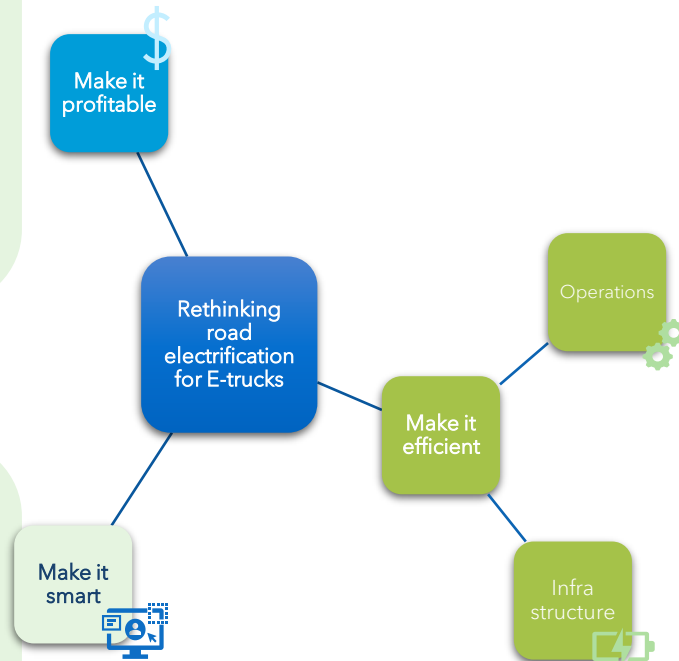 $
Make it
profitable
Rethinking
road
electrification
for E-trucks
Operations
Make it
efficient
Make it
smart
Infra
structure